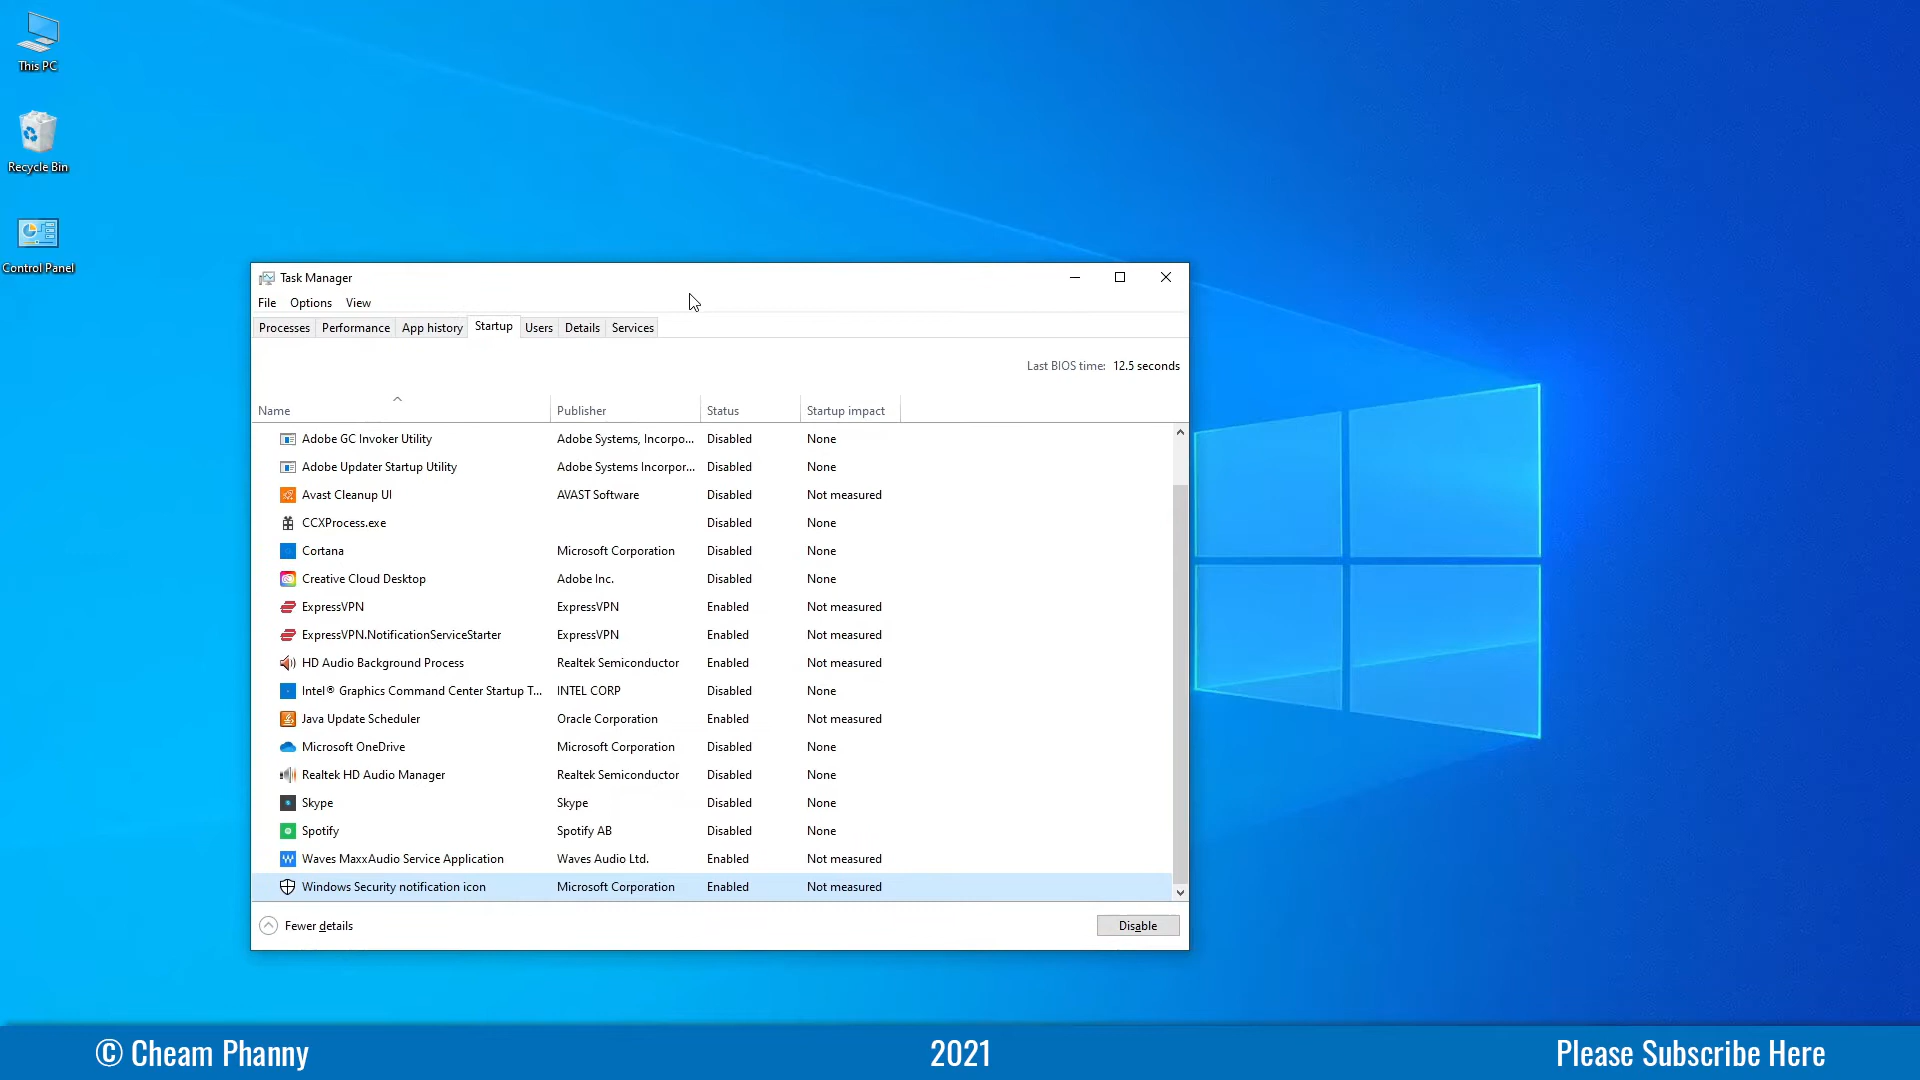 This PC
Recycle Bin
Control Panel
Task Manager
File Options View
Processes Performance App history Startup Users Details Services
Last BIOS time: 12.5 seconds
Name Publisher Status Startup impact
Adobe GC Invoker Utility Adobe Systems, Incorpo... Disabled None
Adobe Updater Startup Utility Adobe Systems Incorpor... Disabled None
Avast Cleanup UI AVAST Software Disabled Not measured
CCXProcess.exe Disabled None
Cortana Microsoft Corporation Disabled None
Creative Cloud Desktop Adobe Inc. Disabled None
ExpressVPN ExpressVPN Enabled Not measured
ExpressVPN.NotificationServiceStarter ExpressVPN Enabled Not measured
HD Audio Background Process Realtek Semiconductor Enabled Not measured
Intel® Graphics Command Center Startup T... INTEL CORP Disabled None
Java Update Scheduler Oracle Corporation Enabled Not measured
Microsoft OneDrive Microsoft Corporation Disabled None
Realtek HD Audio Manager Realtek Semiconductor Disabled None
Skype Skype Disabled None
Spotify Spotify AB Disabled None
Waves MaxxAudio Service Application Waves Audio Ltd. Enabled Not measured
Windows Security notification icon Microsoft Corporation Enabled Not measured
Fewer details Disable
© Cheam Phanny 2021 Please Subscribe Here